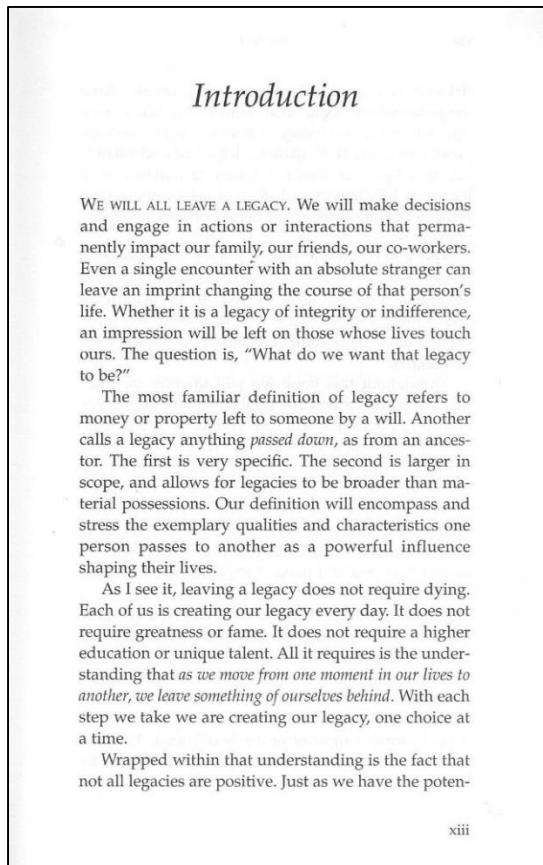 Introduction
WE WILL ALL LEAVE A LEGACY. We will make decisions
and engage in actions or interactions that perma-
nently impact our family, our friends, our co-workers.
Even a single encounter with an absolute stranger can
leave an imprint changing the course of that person's
life. Whether it is a legacy of integrity or indifference,
an impression will be left on those whose lives touch
ours. The question is, “What do we want that legacy
to be?”
The most familiar definition of legacy refers to
money or property left to someone by a will. Another
calls a legacy anything passed down, as from an ances-
tor. The first is very specific. The second is larger in
scope, and allows for legacies to be broader than ma-
terial possessions. Our definition will encompass and
stress the exemplary qualities and characteristics one
person passes to another as a powerful influence
shaping their lives.
As I see it, leaving a legacy does not require dying.
Each of us is creating our legacy every day. It does not
require greatness or fame. It does not require a higher
education or unique talent. All it requires is the under-
standing that as we move from one moment in our lives to
another, we leave something of ourselves behind. With each
step we take we are creating our legacy, one choice at
a time.
Wrapped within that understanding is the fact that
not all legacies are positive. Just as we have the poten-
xiii